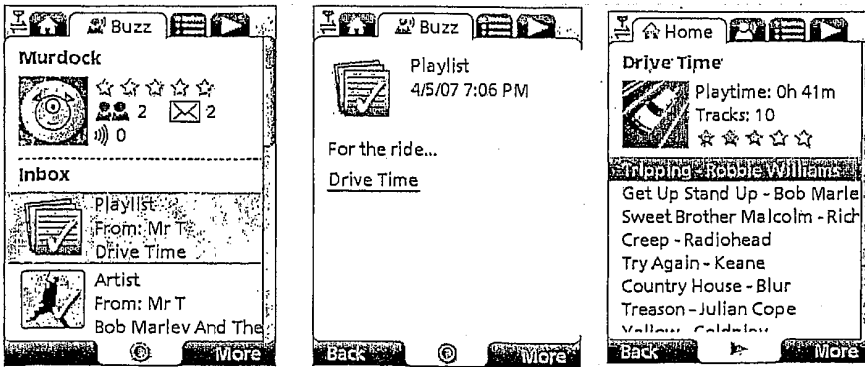 Buzz
Murdock
2
2
0
Inbox
Playlist
From: Mr T
Drive Time
Artist
From: Mr T
Bob Marley And The
More
Buzz
Playlist
4/5/07 7:06 PM
For the ride...
Drive Time
Back
More
Home
Drive Time
Playtime: 0h 41m
Tracks: 10
Tripping - Robbie Williams
Get Up Stand Up - Bob Marle
Sweet Brother Malcolm - Rich
Creep - Radiohead
Try Again - Keane
Country House - Blur
Treason - Julian Cope
Yellow - Coldplay
Back
More